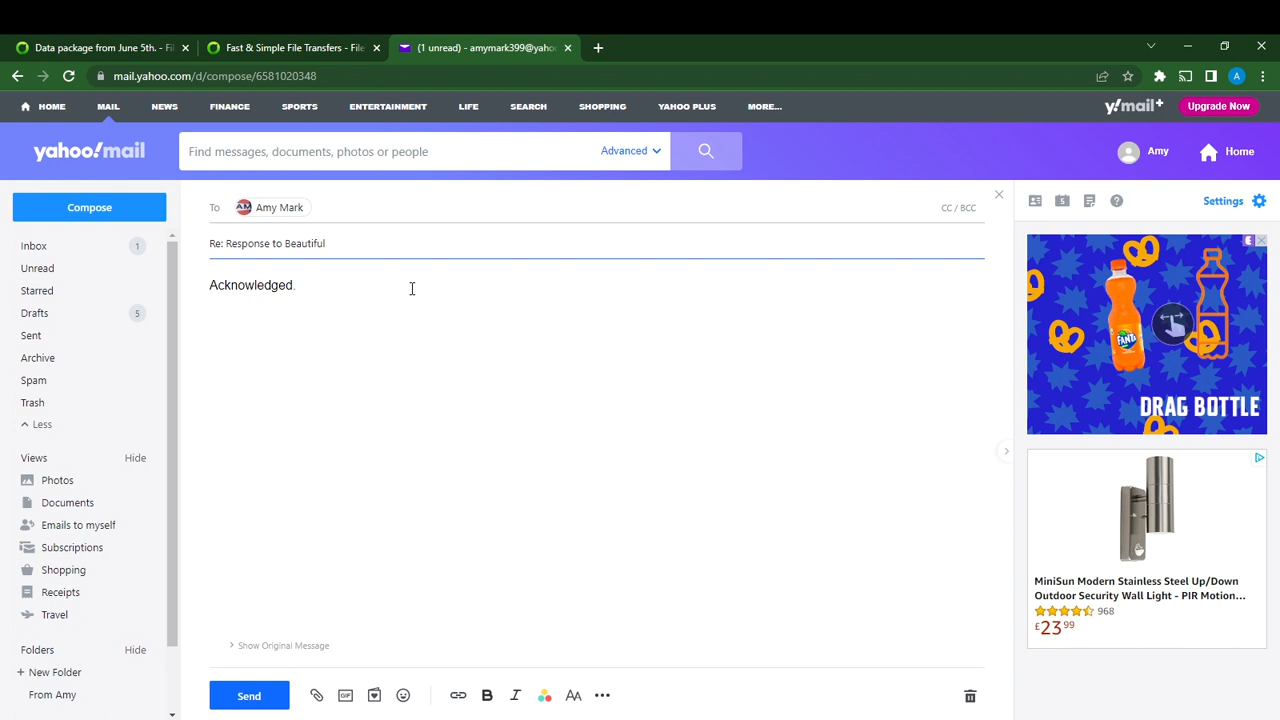 Data package from June 5th. - Fil
Fast & Simple File Transfers - File
(1 unread) - amymark399@yaho
mail.yahoo.com/d/compose/6581020348
A
HOME
MAIL
NEWS
FINANCE
SPORTS
ENTERTAINMENT
LIFE
SEARCH
SHOPPING
YAHOO PLUS
MORE...
y!mail+
Upgrade Now
yahoo!mail
Find messages, documents, photos or people
Advanced
Amy
Home
Compose
Inbox 1
Unread
Starred
Drafts 5
Sent
Archive
Spam
Trash
Less
Views Hide
Photos
Documents
Emails to myself
Subscriptions
Shopping
Receipts
Travel
Folders Hide
+ New Folder
From Amy
To AM Amy Mark
CC / BCC
Re: Response to Beautiful
Acknowledged.
Show Original Message
Send
GIF
B
I
AA
5
Settings
FANTA
DRAG BOTTLE
MiniSun Modern Stainless Steel Up/Down
Outdoor Security Wall Light - PIR Motion...
968
£23 99